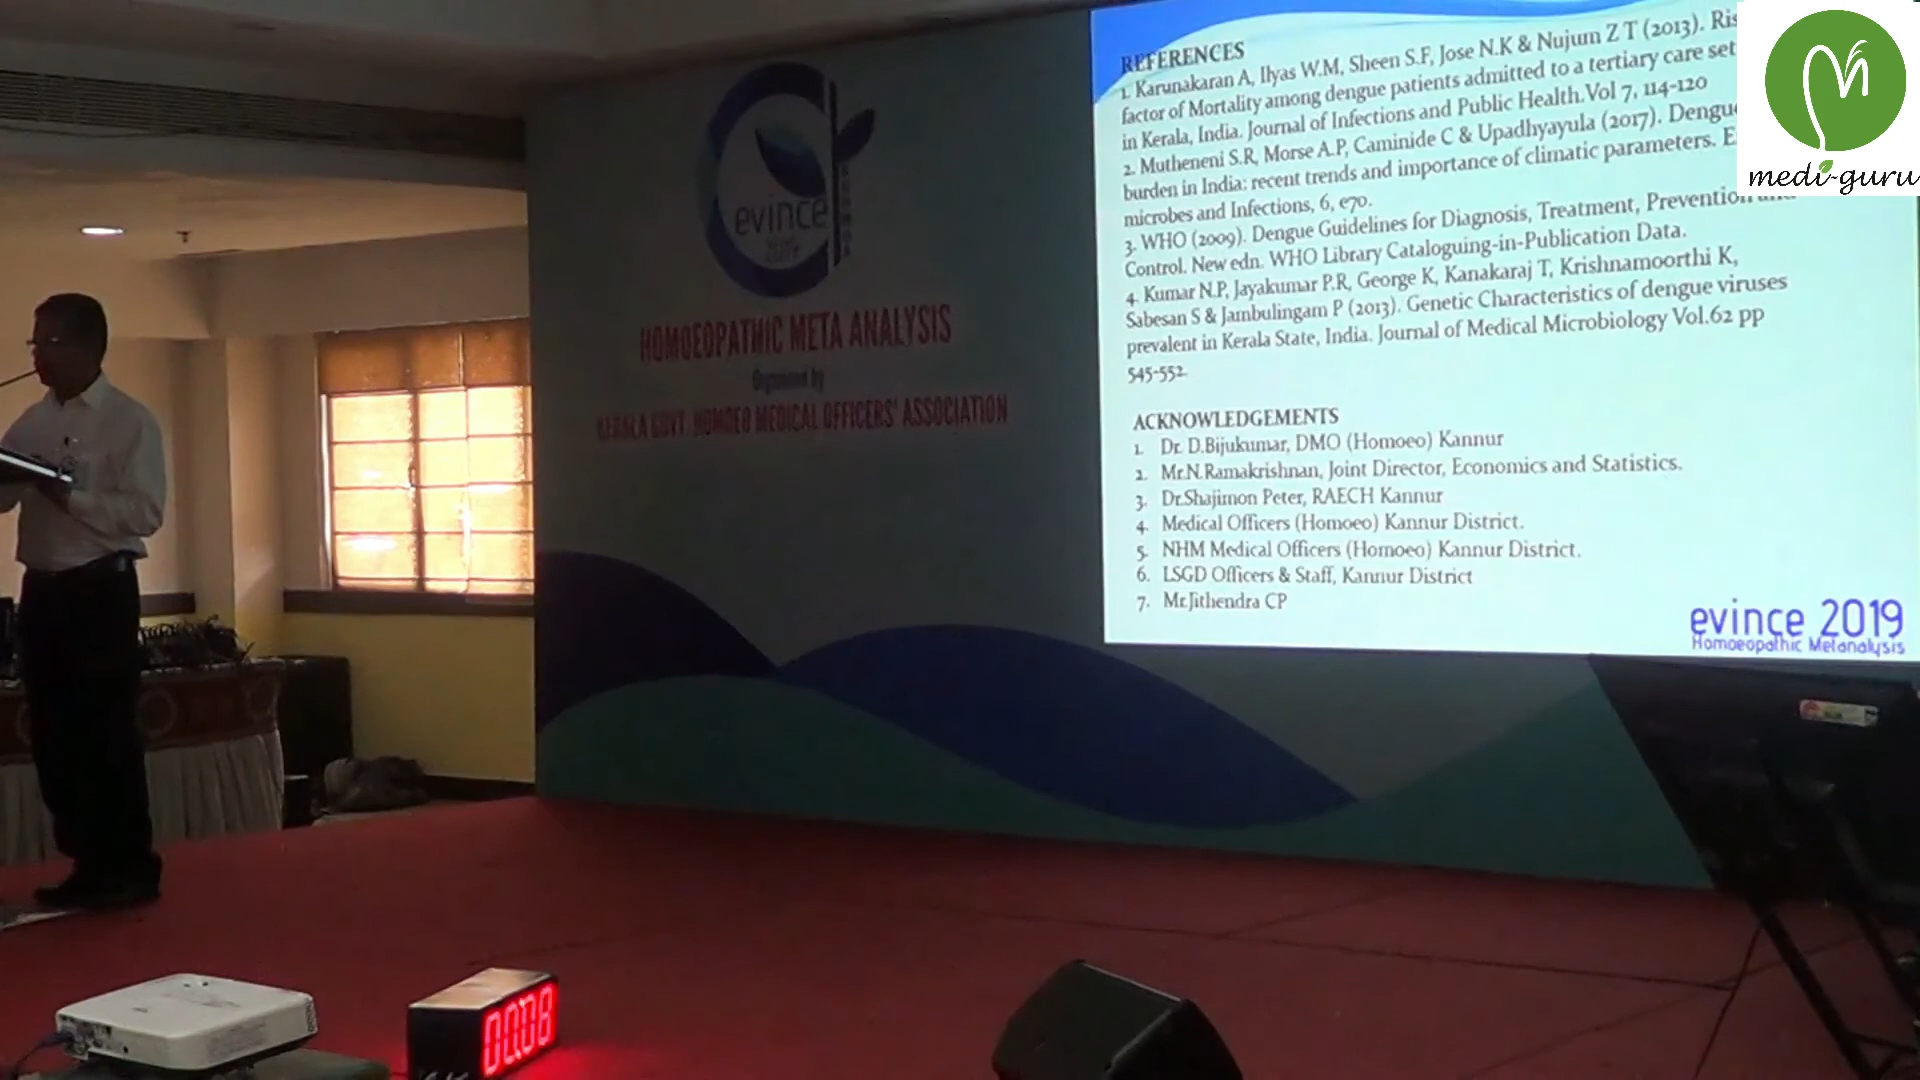 evince
2019
HOMOEOPATHIC META ANALYSIS
Organised by
KERALA GOVT. HOMOEO MEDICAL OFFICERS' ASSOCIATION
REFERENCES
1. Karunakaran A, Ilyas W.M, Sheen S.F, Jose N.K & Nujum Z T (2013).
factor of Mortality among dengue patients admitted to a tertiary care
in Kerala, India. Journal of Infections and Public Health. Vol 7, 114-120
2. Mutheneni S.R, Morse A.P, Caminide C & Upadhyayula (2017). Dengue
burden in India: recent trends and importance of climatic parameters.
microbes and Infections, 6, e70.
3. WHO (2009). Dengue Guidelines for Diagnosis, Treatment, Prevention and
Control. New edn. WHO Library Cataloguing-in-Publication Data.
4. Kumar N.P, Jayakumar P.R, George K, Kanakaraj T, Krishnamoorthi K,
Sabesan S & Jambulingam P (2013). Genetic Characteristics of dengue viruses
prevalent in Kerala State, India. Journal of Medical Microbiology Vol.62 pp
545-552.
ACKNOWLEDGEMENTS
1. Dr. D.Bijukumar, DMO (Homoeo) Kannur
2. Mr.N.Ramakrishnan, Joint Director, Economics and Statistics.
3. Dr.Shajimon Peter, RAECH Kannur
4. Medical Officers (Homoeo) Kannur District.
5. NHM Medical Officers (Homoeo) Kannur District.
6. LSGD Officers & Staff, Kannur District
7. Mr.Jithendra CP
evince 2019
Homoeopathic Metanalysis
medi-guru
00:08